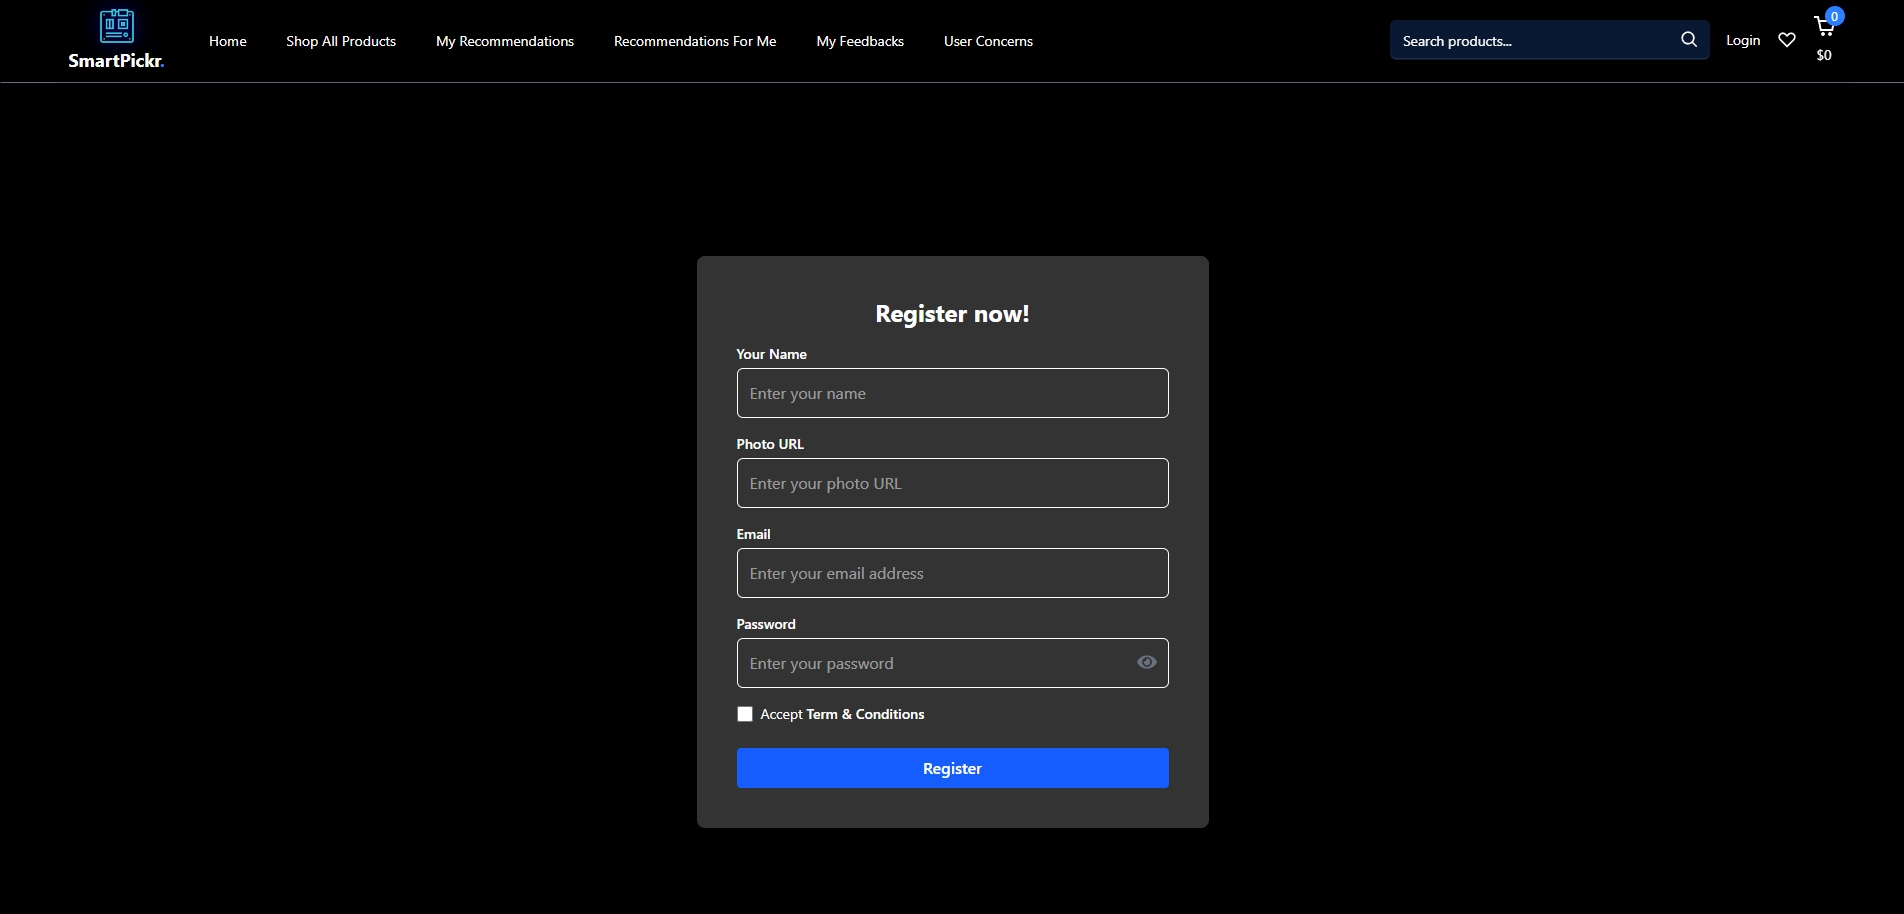 SmartPickr.
Home
Shop All Products
My Recommendations
Recommendations For Me
My Feedbacks
User Concerns
Search products...
Login
0
$0
Register now!
Your Name
Enter your name
Photo URL
Enter your photo URL
Email
Enter your email address
Password
Enter your password
Accept Term & Conditions
Register